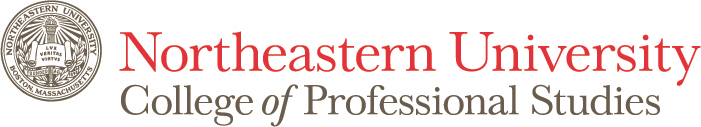 NORTHEASTERN UNIVERSITY
LVX
VERITAS
VIRTVS
BOSTON, MASSACHUSETTS
Northeastern University
College of Professional Studies